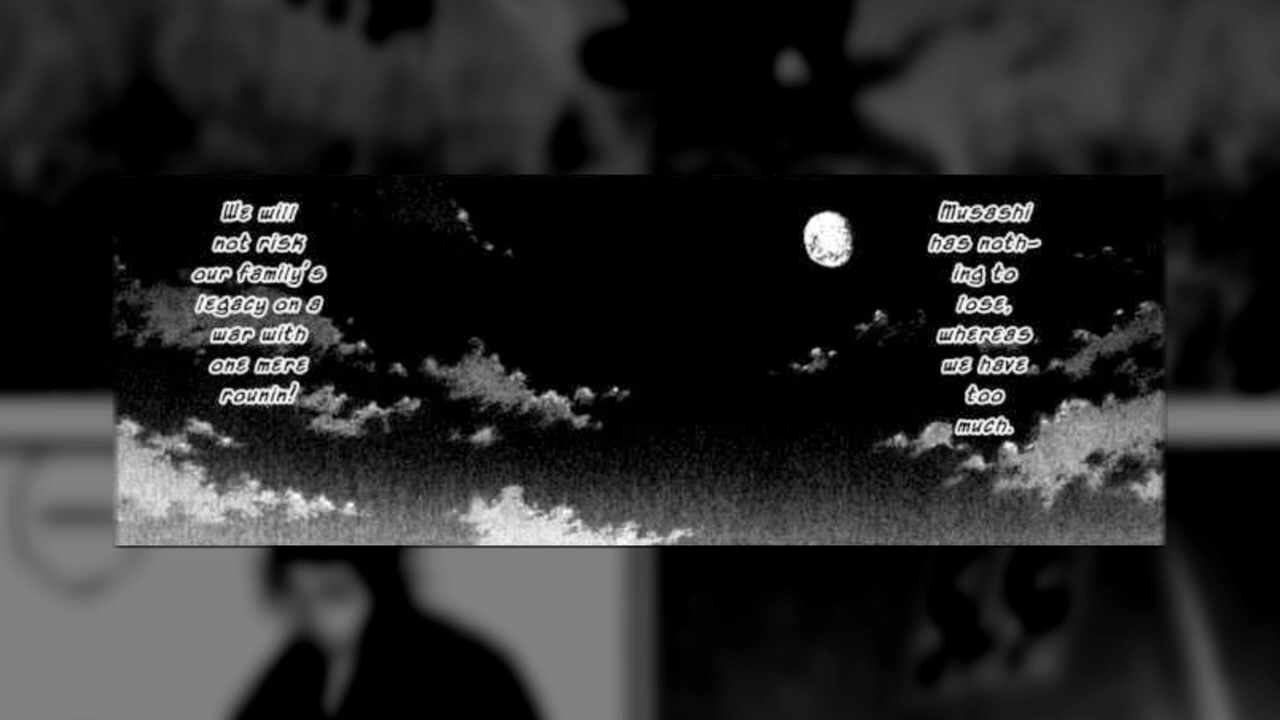 Musashi
has noth-
ing to
lose,
whereas
we have
too
much.
We will
not risk
our family's
legacy on a
war with
one mere
rounin!